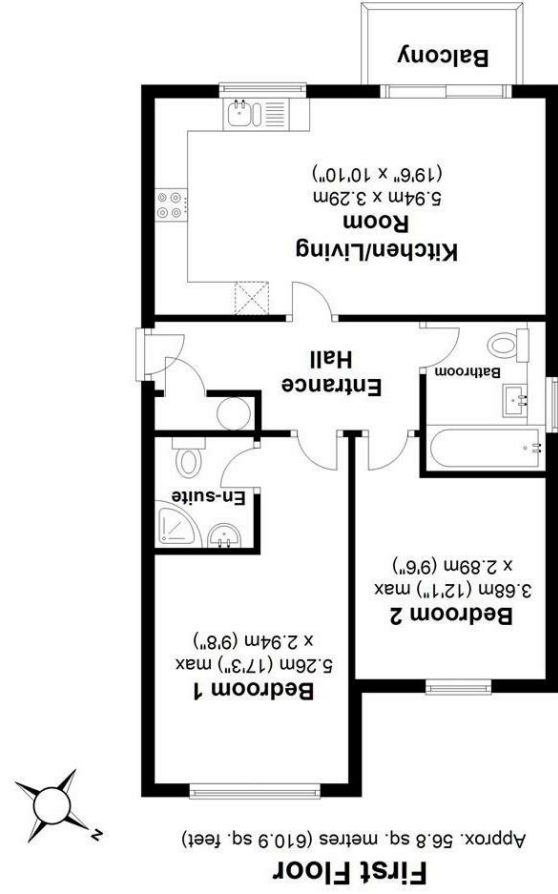 First Floor
Approx. 56.8 sq. metres (610.9 sq. feet)
N
Bedroom 1
5.26m (17'3") max
x 2.94m (9'8")
Bedroom 2
3.68m (12'1") max
x 2.89m (9'6")
En-suite
Bathroom
Entrance
Hall
Kitchen/Living
Room
5.94m x 3.29m
(19'6" x 10'10")
Balcony